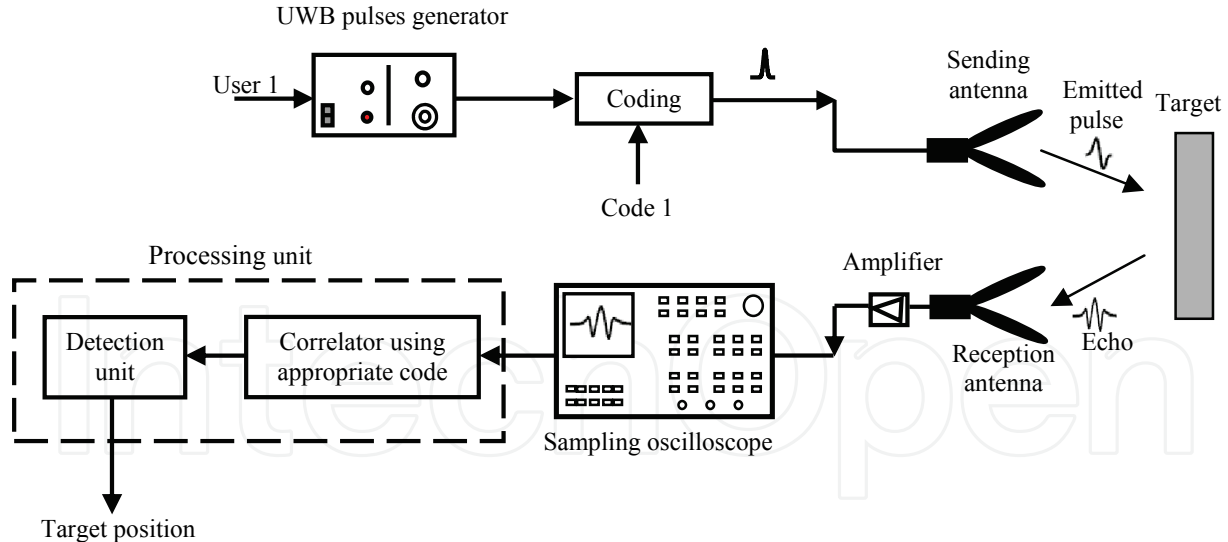 UWB pulses generator
User 1
Coding
Code 1
Sending
antenna
Emitted
pulse
Target
Processing unit
Detection
unit
Correlator using
appropriate code
Sampling oscilloscope
Amplifier
Reception
antenna
Echo
Target position
IntechOpen